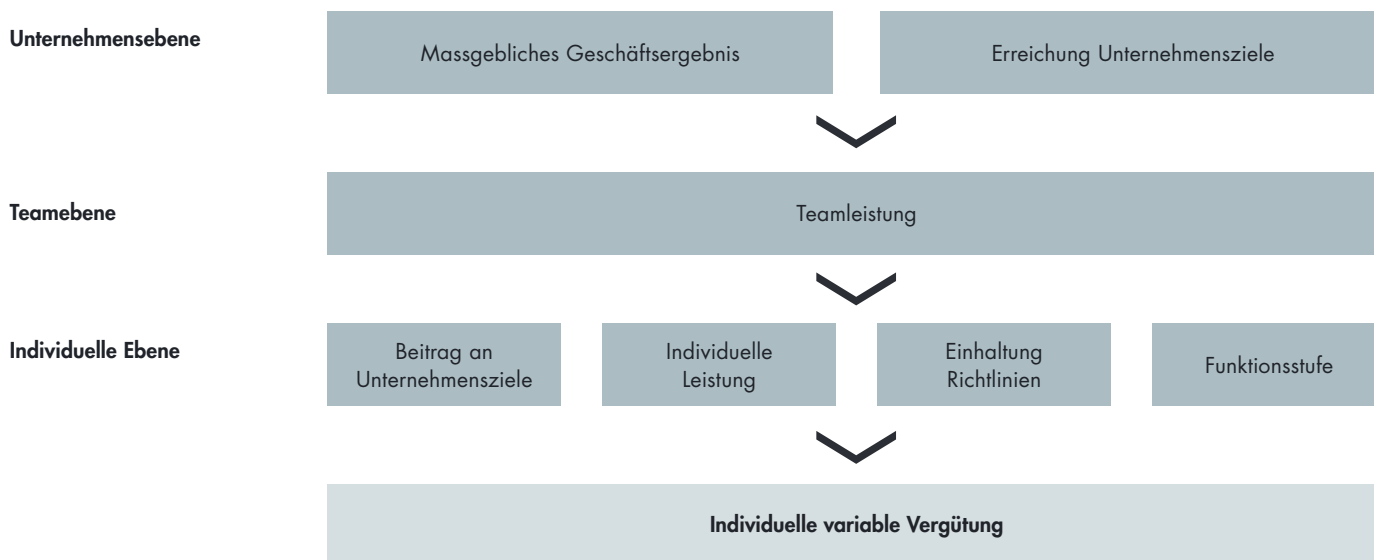 Unternehmensebene
Massgebliches Geschäftsergebnis
Erreichung Unternehmensziele
Teamebene
Teamleistung
Individuelle Ebene
Beitrag an
Unternehmensziele
Individuelle
Leistung
Einhaltung
Richtlinien
Funktionsstufe
Individuelle variable Vergütung